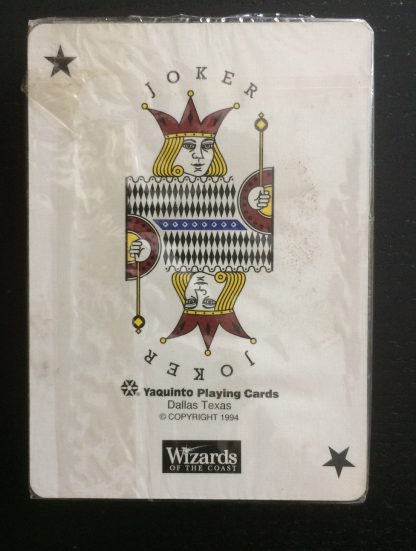 JOKER
JOKER
® Yaquinto Playing Cards
Dallas Texas
© COPYRIGHT 1994
Wizards
OF THE COAST